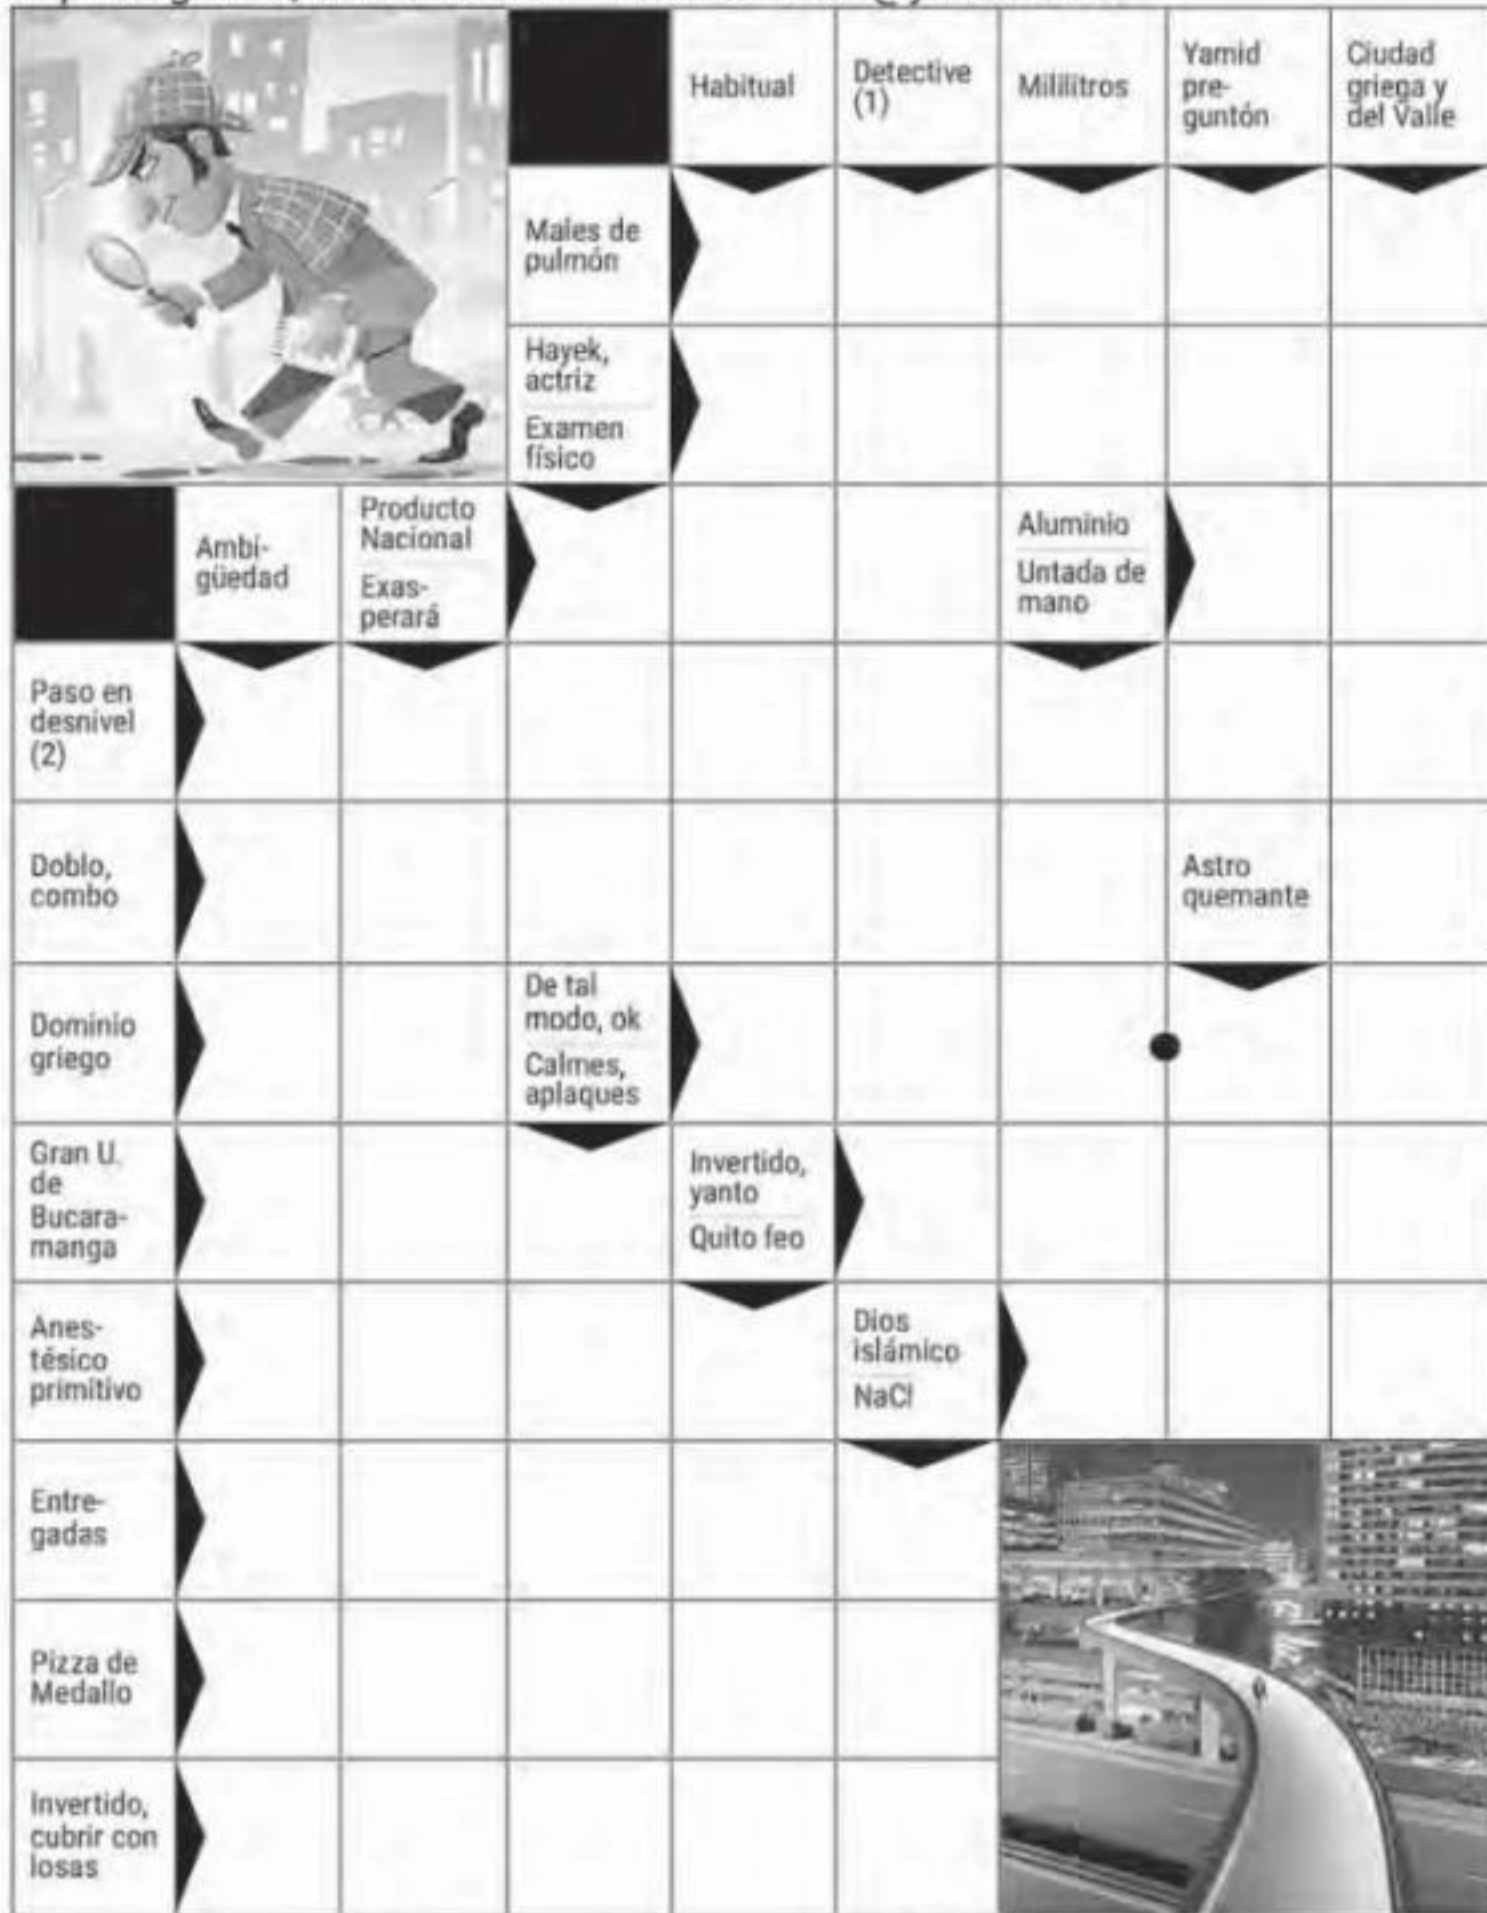 Habitual
Detective
(1)
Mililitros
Yamid
pre-
guntón
Ciudad
griega y
del Valle
Males de
pulmón
Hayek,
actriz
Examen
físico
Ambi-
güedad
Producto
Nacional
Exas-
perará
Aluminio
Untada de
mano
Paso en
desnivel
(2)
Doblo,
combo
Astro
quemante
Dominio
griego
De tal
modo, ok
Calmes,
aplaques
Gran U.
de
Bucara-
manga
Invertido,
yanto
Quito feo
Anes-
tésico
primitivo
Dios
islámico
NaCl
Entre-
gadas
Pizza de
Medallo
Invertido,
cubrir con
losas